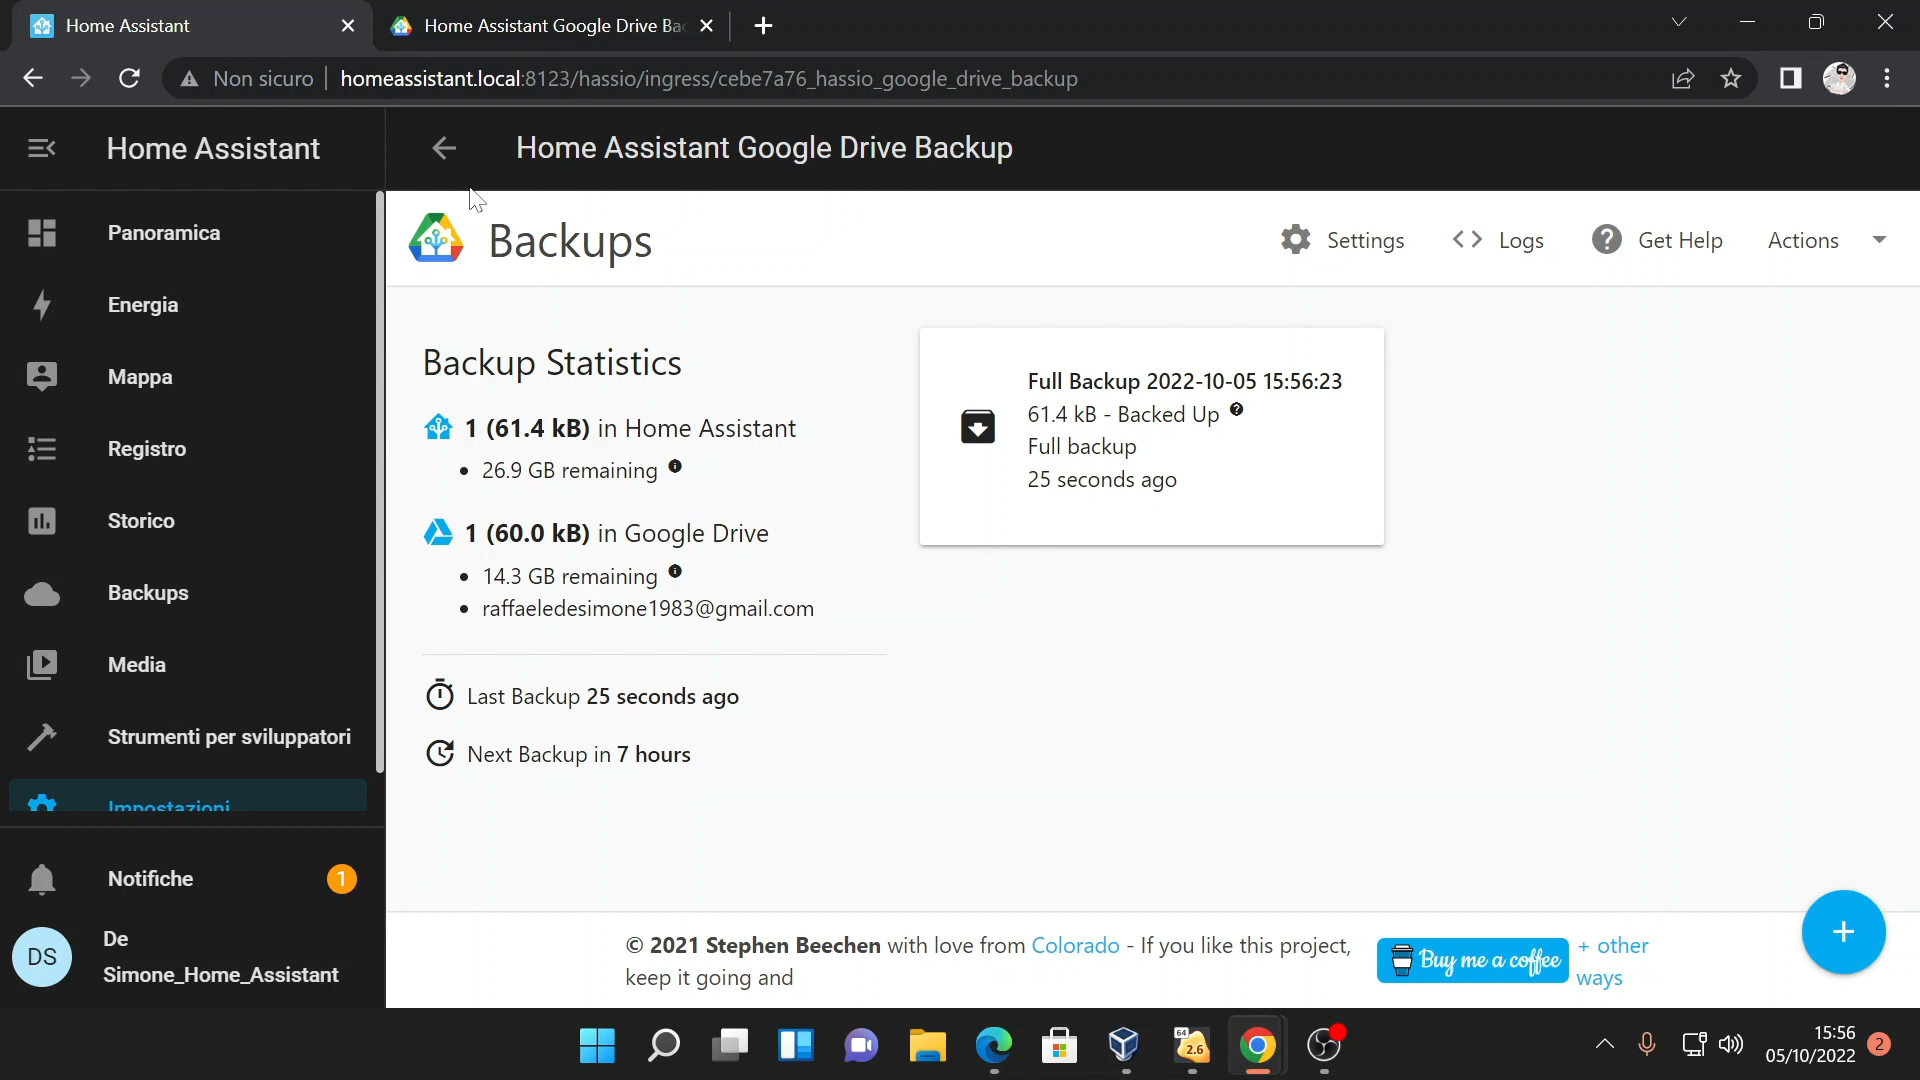 Home Assistant
Home Assistant Google Drive Ba
Non sicuro
homeassistant.local:8123/hassio/ingress/cebe7a76_hassio_google_drive_backup
Home Assistant
Home Assistant Google Drive Backup
Panoramica
Energia
Mappa
Registro
Storico
Backups
Media
Strumenti per sviluppatori
Impostazioni
Notifiche
1
DS
De
Simone_Home_Assistant
Backups
Settings
Logs
Get Help
Actions
Backup Statistics
1 (61.4 kB) in Home Assistant
26.9 GB remaining
1 (60.0 kB) in Google Drive
14.3 GB remaining
raffaeledesimone1983@gmail.com
Last Backup 25 seconds ago
Next Backup in 7 hours
Full Backup 2022-10-05 15:56:23
61.4 kB - Backed Up
Full backup
25 seconds ago
© 2021 Stephen Beechen with love from Colorado - If you like this project,
keep it going and
Buy me a coffee
+ other
ways
64
2.6
15:56
05/10/2022
2